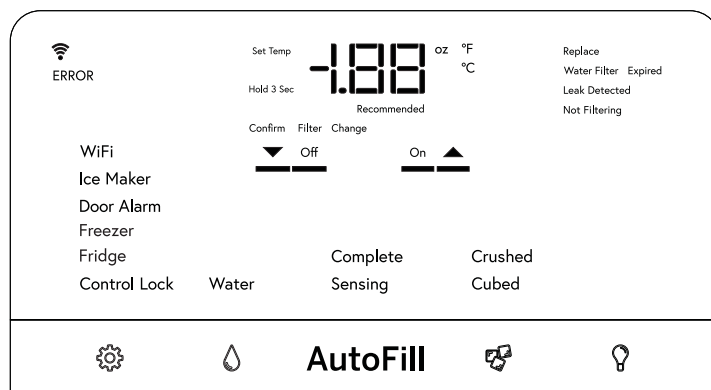 Set Temp -1.88 oz °F
ERROR °C
Hold 3 Sec
Recommended
Replace
Water Filter Expired
Leak Detected
Not Filtering
Confirm Filter Change
Off On
WiFi
Ice Maker
Door Alarm
Freezer
Fridge Complete Crushed
Control Lock Water Sensing Cubed
AutoFill